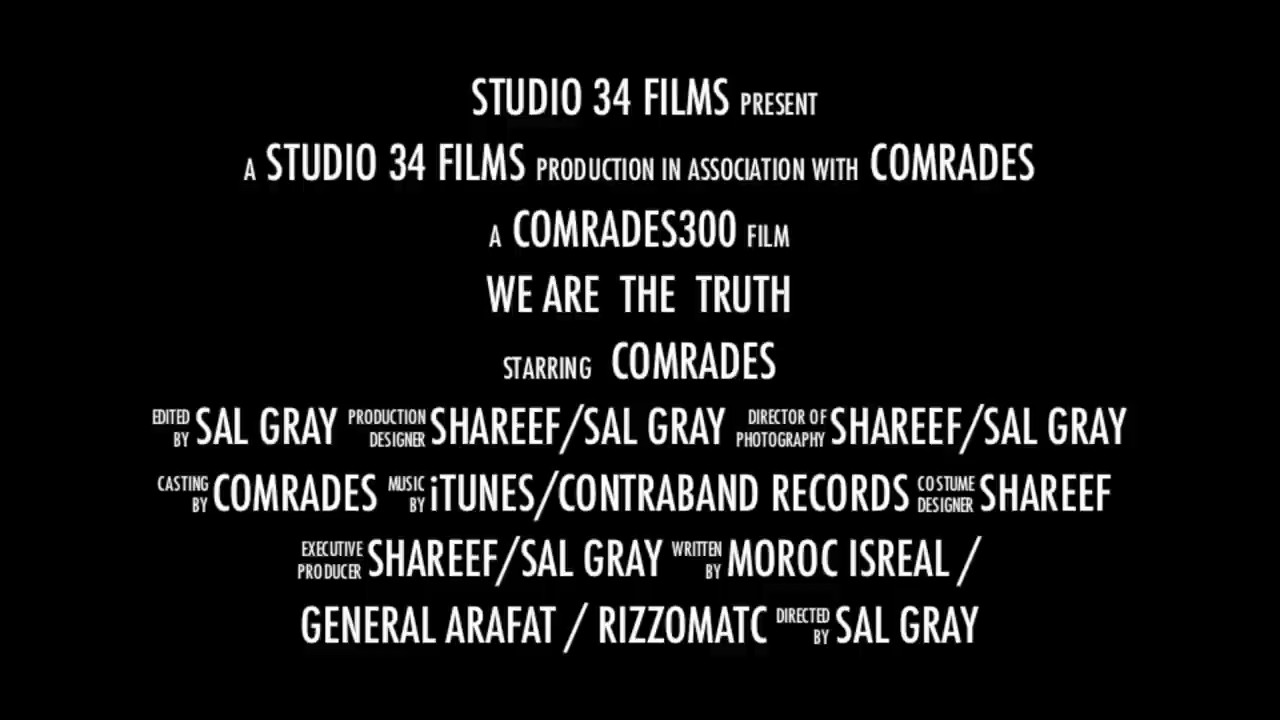 STUDIO 34 FILMS PRESENT
A STUDIO 34 FILMS PRODUCTION IN ASSOCIATION WITH COMRADES
A COMRADES300 FILM
WE ARE THE TRUTH
STARRING COMRADES
EDITED BY SAL GRAY PRODUCTION DESIGNER SHAREEF/SAL GRAY DIRECTOR OF PHOTOGRAPHY SHAREEF/SAL GRAY
CASTING BY COMRADES MUSIC BY iTUNES/CONTRABAND RECORDS COSTUME DESIGNER SHAREEF
EXECUTIVE PRODUCER SHAREEF/SAL GRAY WRITTEN BY MOROC ISREAL /
GENERAL ARAFAT / RIZZOMATC DIRECTED BY SAL GRAY